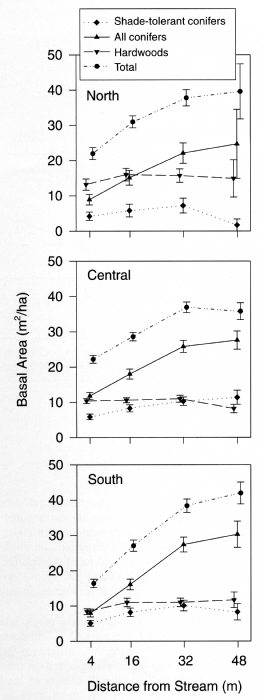 Shade-tolerant conifers
All conifers
Hardwoods
Total
50
40
30
20
10
0
North
50
40
30
20
10
0
Central
50
40
30
20
10
0
South
4 16 32 48
Basal Area (m²/ha)
Distance from Stream (m)